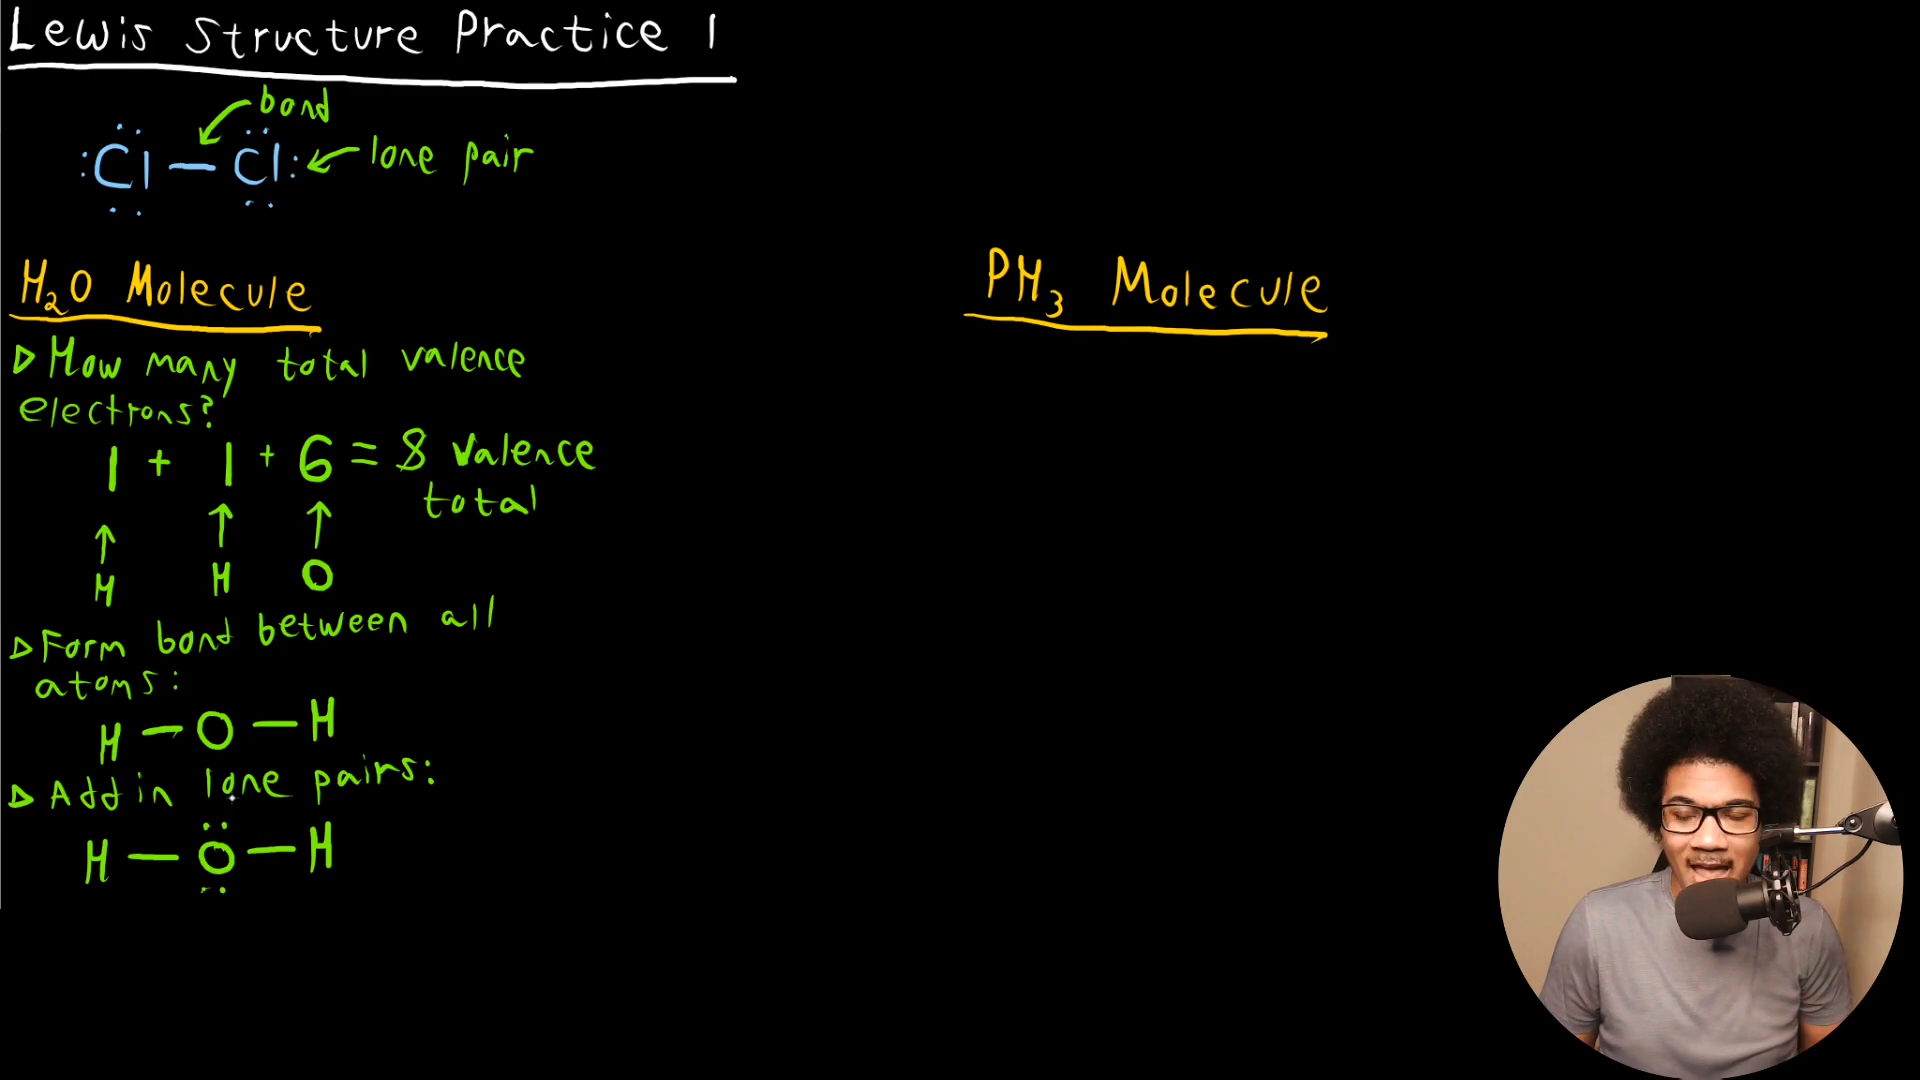 Lewis Structure Practice 1
bond
:Cl — Cl:
lone pair
H₂O Molecule
PH₃ Molecule
▷ How many total valence
electrons?
1 + 1 + 6 = 8 valence
total
↑ ↑ ↑
H H O
▷ Form bond between all
atoms:
H — O — H
▷ Add in lone pairs:
H — O — H